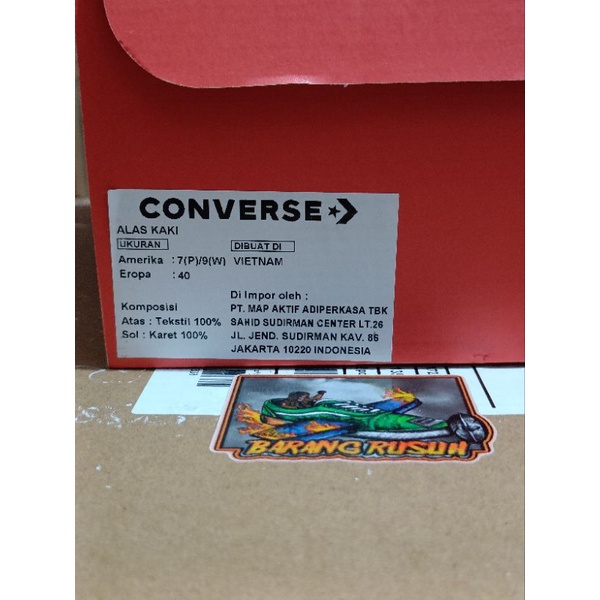 CONVERSE
ALAS KAKI
UKURAN DIBUAT DI
Amerika : 7(P)/9(W) VIETNAM
Eropa : 40
Di Impor oleh :
Komposisi PT. MAP AKTIF ADIPERKASA TBK
Atas : Tekstil 100% SAHID SUDIRMAN CENTER LT.26
Sol : Karet 100% JL. JEND. SUDIRMAN KAV. 86
JAKARTA 10220 INDONESIA
BARANG RUSUH